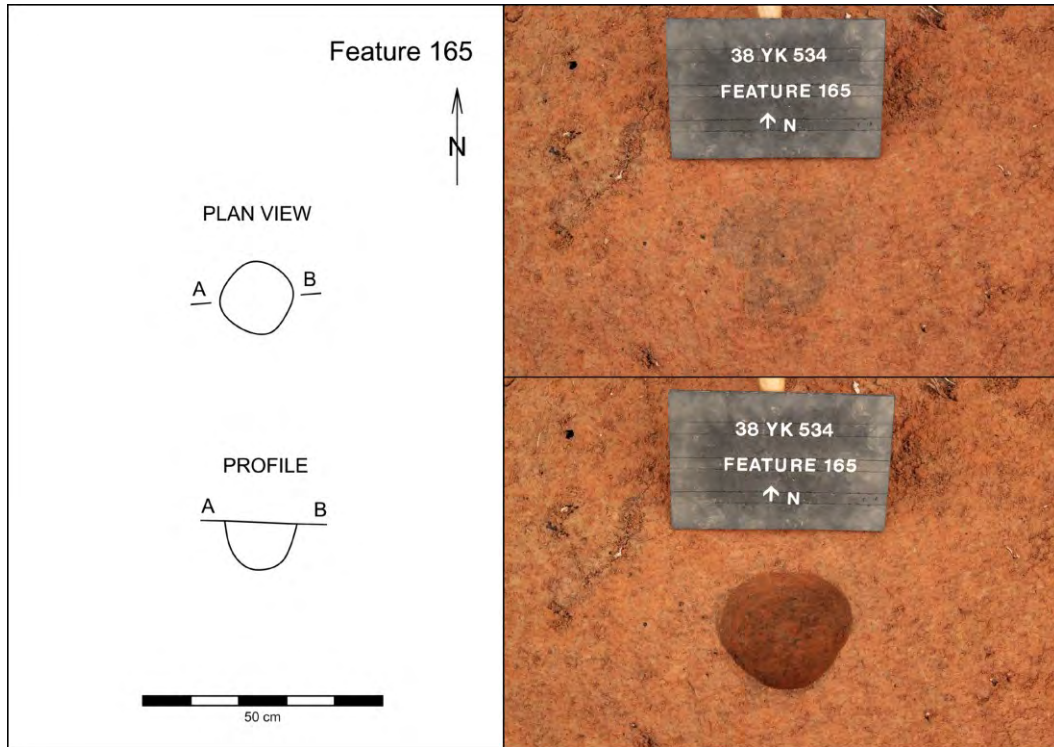 Feature 165
N
PLAN VIEW
A B
PROFILE
A B
50 cm
38 YK 534
FEATURE 165
↑ N
38 YK 534
FEATURE 165
↑ N